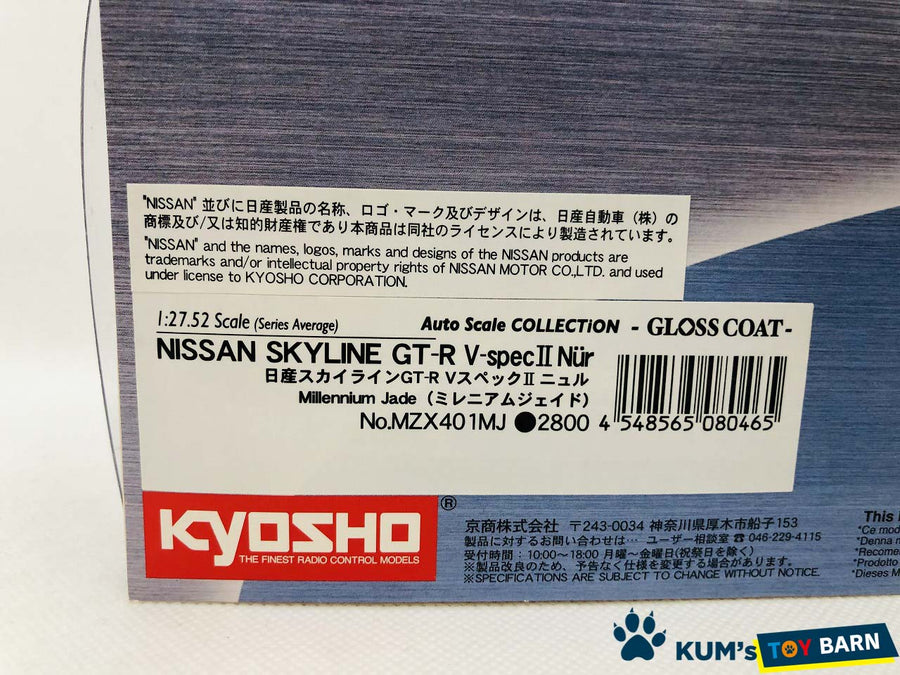 "NISSAN" 並びに日産製品の名称、ロゴ・マーク及びデザインは、日産自動車（株）の
商標及び/又は知的財産権であり本商品は同社のライセンスにより製造されています。
"NISSAN" and the names, logos, marks and designs of the NISSAN products are
trademarks and/or intellectual property rights of NISSAN MOTOR CO.,LTD. and used
under license to KYOSHO CORPORATION.
1:27.52 Scale (Series Average)
Auto Scale COLLECTiON - GLOSS COAT -
NISSAN SKYLINE GT-R V-specⅡ Nür
日産スカイラインGT-R VスペックⅡ ニュル
Millennium Jade（ミレニアムジェイド）
No.MZX401MJ ●2800
4 548565 080465
KYOSHO ®
THE FINEST RADIO CONTROL MODELS
京商株式会社 〒243-0034 神奈川県厚木市船子153
製品に対するお問い合わせは… ユーザー相談室 ☎ 046-229-4115
受付時間：10:00〜18:00 月曜〜金曜日(祝祭日を除く)
※製品改良のため、予告なく仕様を変更する場合があります。
※SPECIFICATIONS ARE SUBJECT TO CHANGE WITHOUT NOTICE.
This
*Ce mod
*Denna
*Recome
*Prodotto
*Dieses M
KUM's TOY BARN